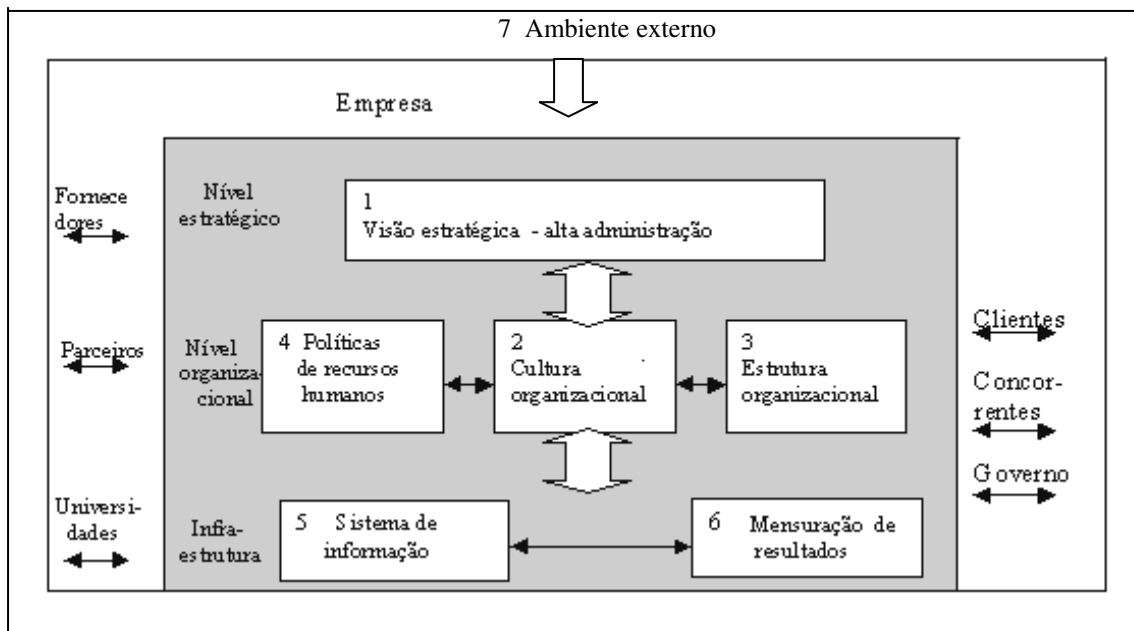 7 Ambiente externo
Empresa
Fornece
dores
Parceiros
Universi-
dades
Nível
estratégico
1
Visão estratégica - alta administração
Nível
organiza-
cional
4 Políticas
de recursos
humanos
2
Cultura
organizacional
3
Estrutura
organizacional
Infra-
estrutura
5 Sistema de
informação
6 Mensuração de
resultados
Clientes
Concor-
rentes
Governo